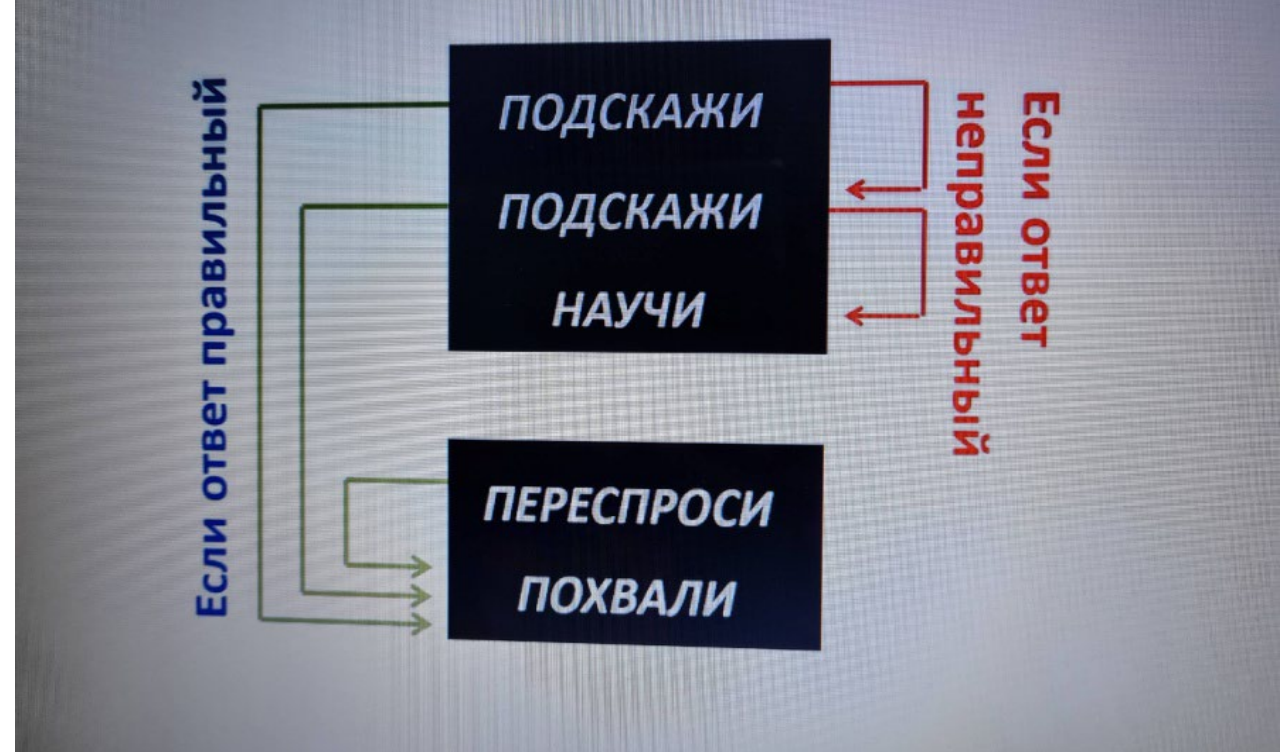 Если ответ правильный
ПОДСКАЖИ
ПОДСКАЖИ
НАУЧИ
ПЕРЕСПРОСИ
ПОХВАЛИ
Если ответ
неправильный